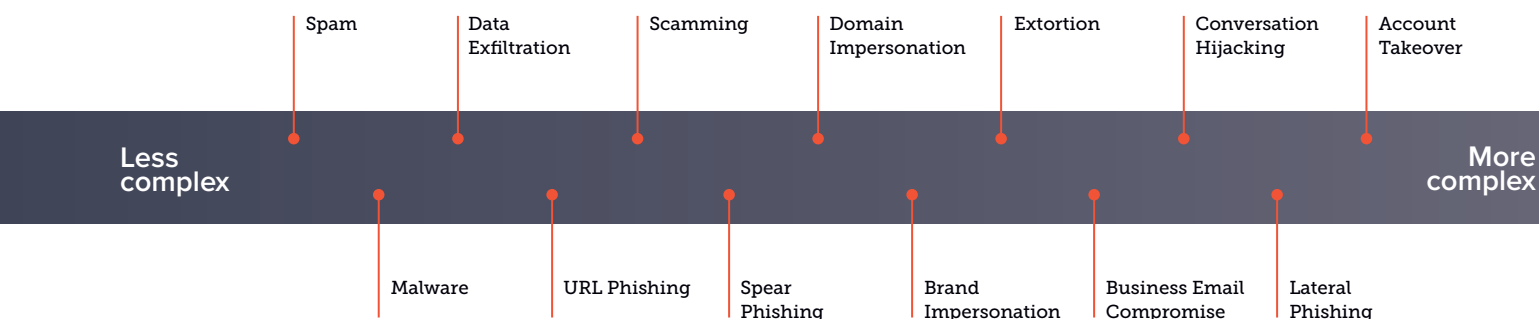 Spam
Data
Exfiltration
Scamming
Domain
Impersonation
Extortion
Conversation
Hijacking
Account
Takeover
Less
complex
More
complex
Malware
URL Phishing
Spear
Phishing
Brand
Impersonation
Business Email
Compromise
Lateral
Phishing